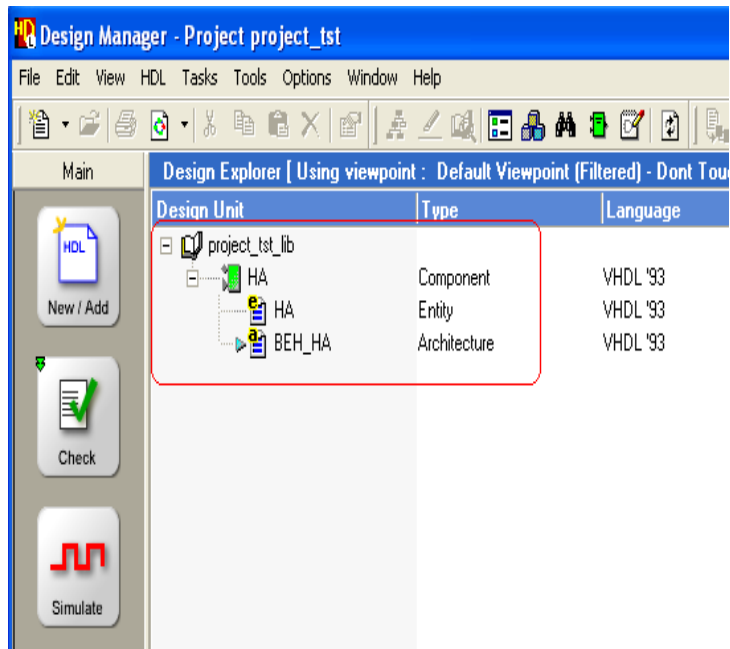 Design Manager - Project project_tst
File Edit View HDL Tasks Tools Options Window Help
Main
Design Explorer [ Using viewpoint : Default Viewpoint (Filtered) - Dont Tou
Design Unit Type Language
project_tst_lib
HDL
New / Add
HA Component VHDL '93
e HA Entity VHDL '93
a BEH_HA Architecture VHDL '93
Check
Simulate